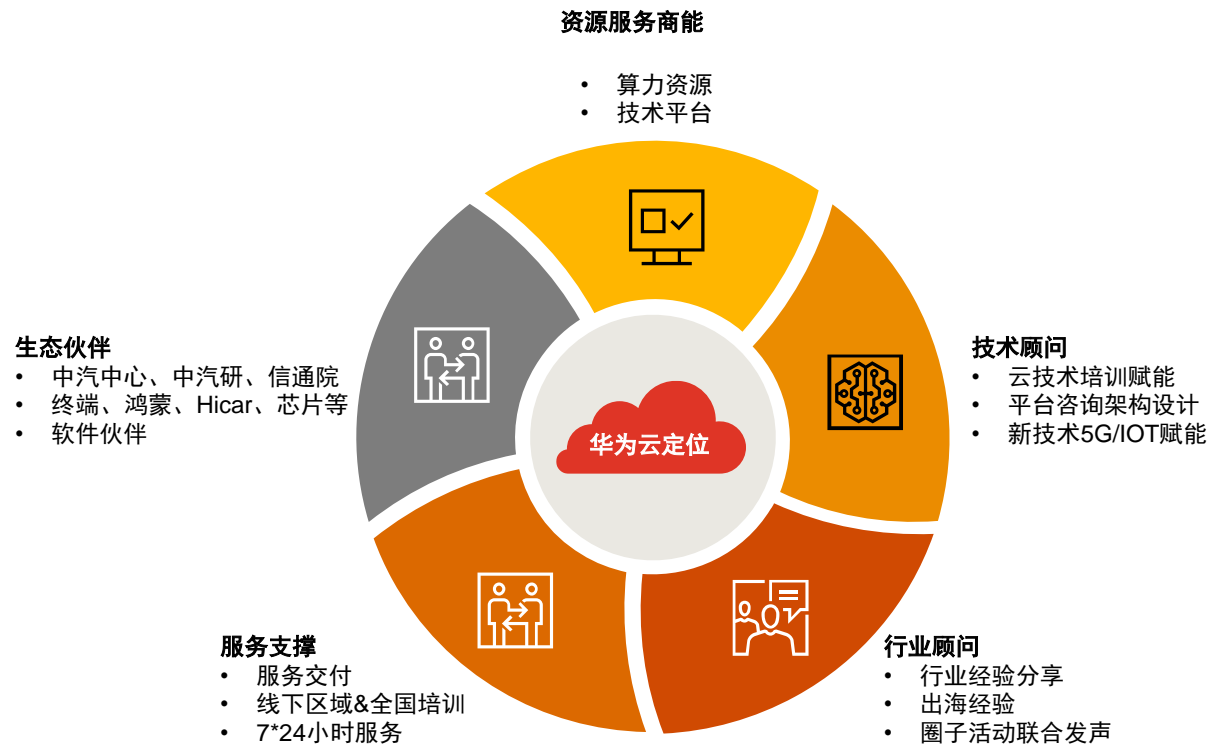 资源服务商能
• 算力资源
• 技术平台
生态伙伴
• 中汽中心、中汽研、信通院
• 终端、鸿蒙、Hicar、芯片等
• 软件伙伴
技术顾问
• 云技术培训赋能
• 平台咨询架构设计
• 新技术5G/IOT赋能
华为云定位
服务支撑
• 服务交付
• 线下区域&全国培训
• 7*24小时服务
行业顾问
• 行业经验分享
• 出海经验
• 圈子活动联合发声